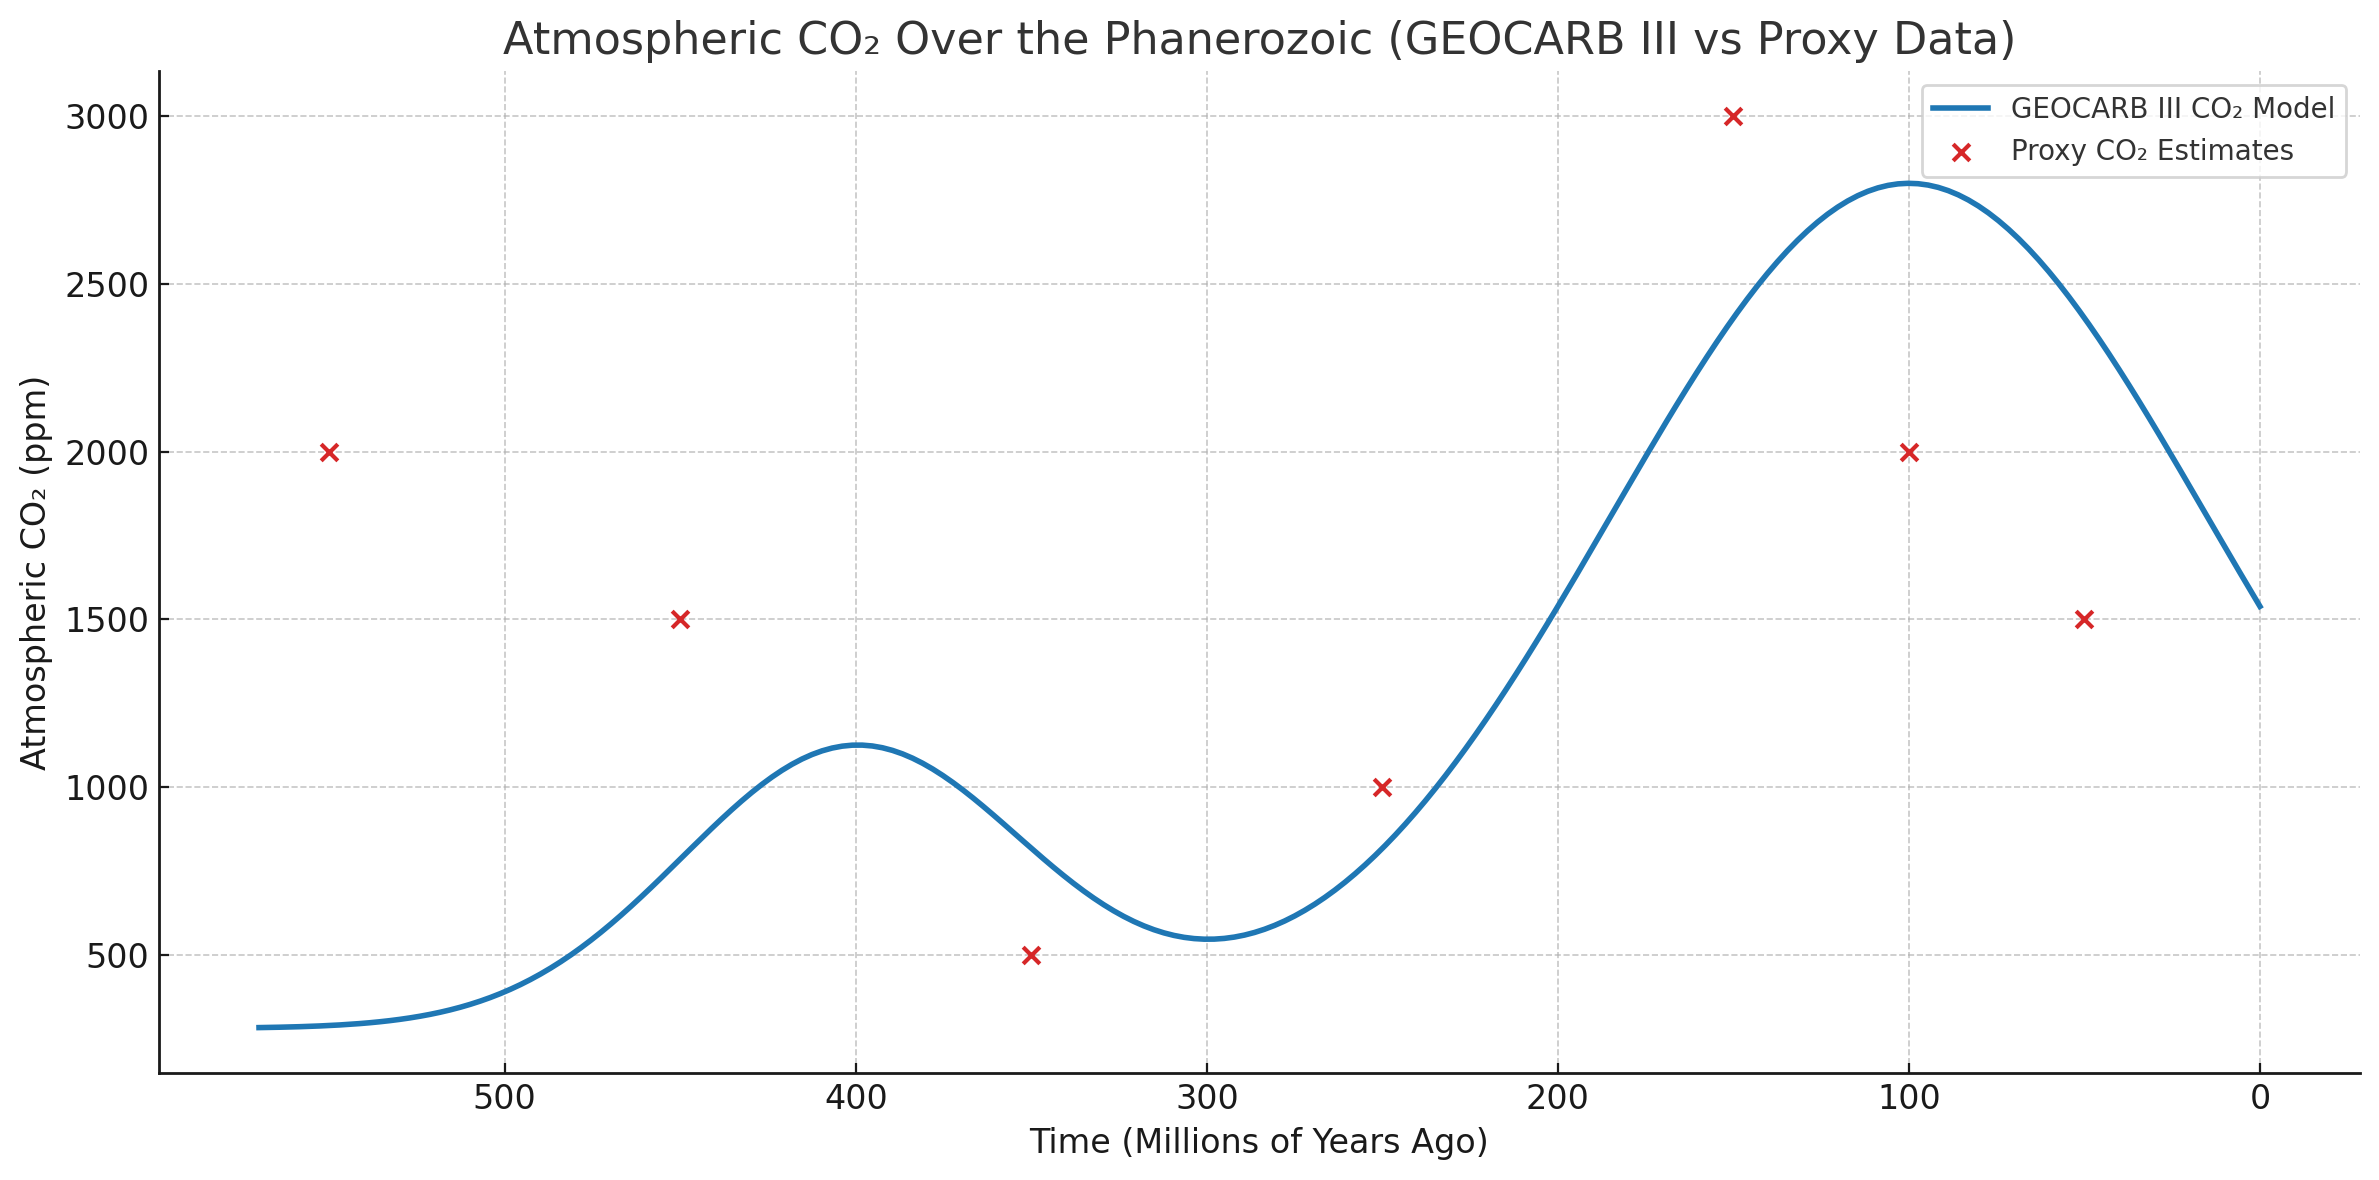 Atmospheric CO₂ Over the Phanerozoic (GEOCARB III vs Proxy Data)
GEOCARB III CO₂ Model
Proxy CO₂ Estimates
Atmospheric CO₂ (ppm)
3000
2500
2000
1500
1000
500
500 400 300 200 100 0
Time (Millions of Years Ago)